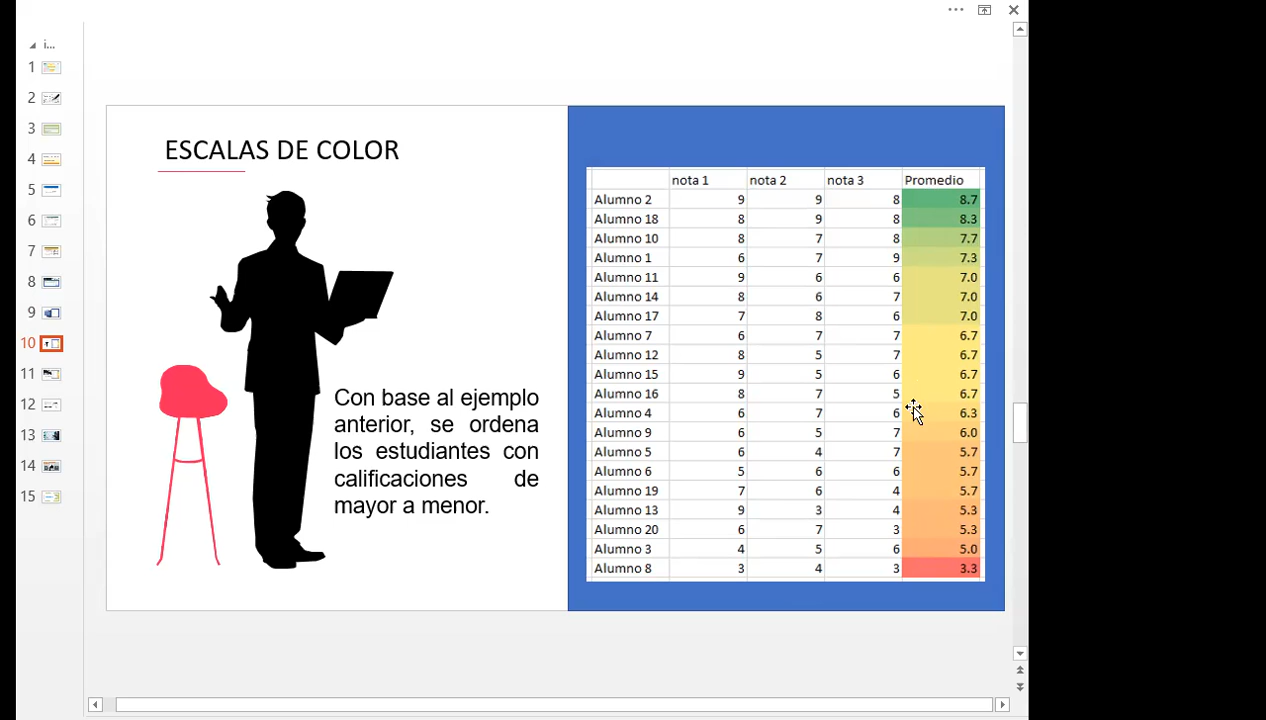 i...
1
2
3
4
5
6
7
8
9
10
11
12
13
14
15
ESCALAS DE COLOR
Con base al ejemplo
anterior, se ordena
los estudiantes con
calificaciones de
mayor a menor.
nota 1 nota 2 nota 3 Promedio
Alumno 2 9 9 8 8.7
Alumno 18 8 9 8 8.3
Alumno 10 8 7 8 7.7
Alumno 1 6 7 9 7.3
Alumno 11 9 6 6 7.0
Alumno 14 8 6 7 7.0
Alumno 17 7 8 6 7.0
Alumno 7 6 7 7 6.7
Alumno 12 8 5 7 6.7
Alumno 15 9 5 6 6.7
Alumno 16 8 7 5 6.7
Alumno 4 6 7 6 6.3
Alumno 9 6 5 7 6.0
Alumno 5 6 4 7 5.7
Alumno 6 5 6 6 5.7
Alumno 19 7 6 4 5.7
Alumno 13 9 3 4 5.3
Alumno 20 6 7 3 5.3
Alumno 3 4 5 6 5.0
Alumno 8 3 4 3 3.3